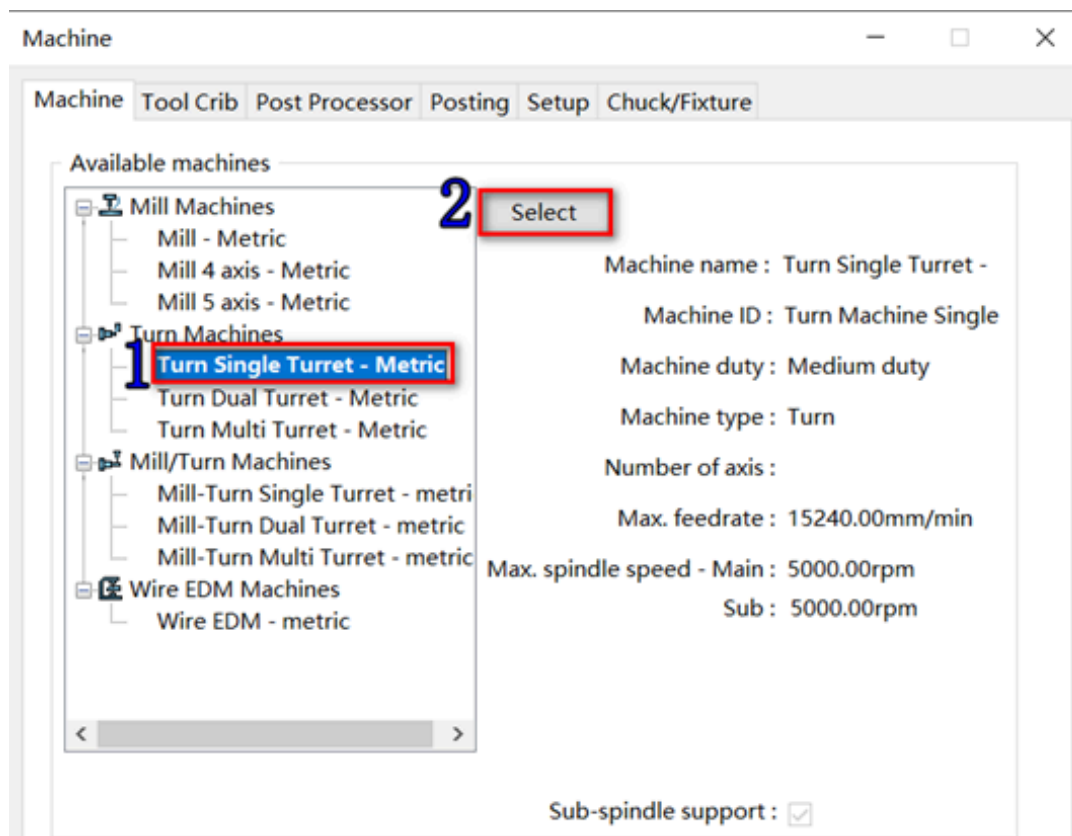 Machine
Machine Tool Crib Post Processor Posting Setup Chuck/Fixture
Available machines
Mill Machines
Mill - Metric
Mill 4 axis - Metric
Mill 5 axis - Metric
Turn Machines
1
Turn Single Turret - Metric
Turn Dual Turret - Metric
Turn Multi Turret - Metric
Mill/Turn Machines
Mill-Turn Single Turret - metri
Mill-Turn Dual Turret - metric
Mill-Turn Multi Turret - metric
Wire EDM Machines
Wire EDM - metric
2
Select
Machine name : Turn Single Turret -
Machine ID : Turn Machine Single
Machine duty : Medium duty
Machine type : Turn
Number of axis :
Max. feedrate : 15240.00mm/min
Max. spindle speed - Main : 5000.00rpm
Sub : 5000.00rpm
Sub-spindle support :